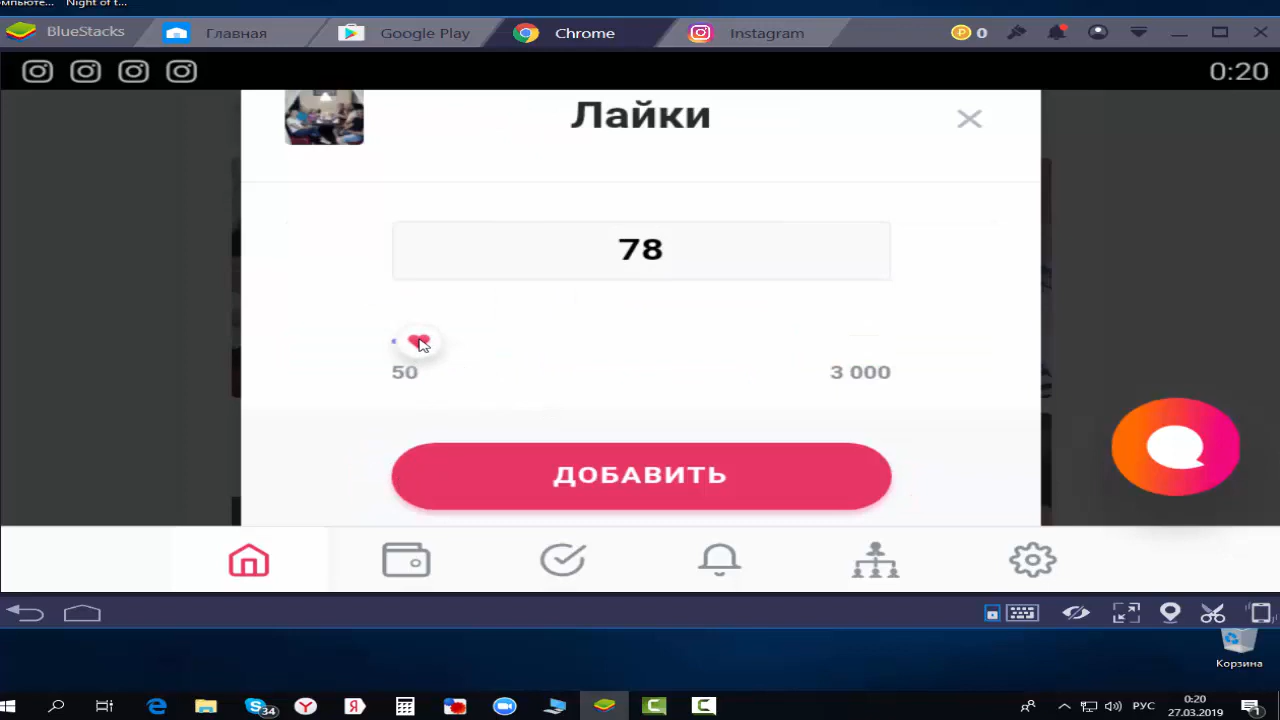 мпьюте... Night of t...
BlueStacks Главная Google Play Chrome Instagram P 0
0:20
Лайки
78
50 3 000
ДОБАВИТЬ
Корзина
34 Я C C РУС 0:20
27.03.2019 1